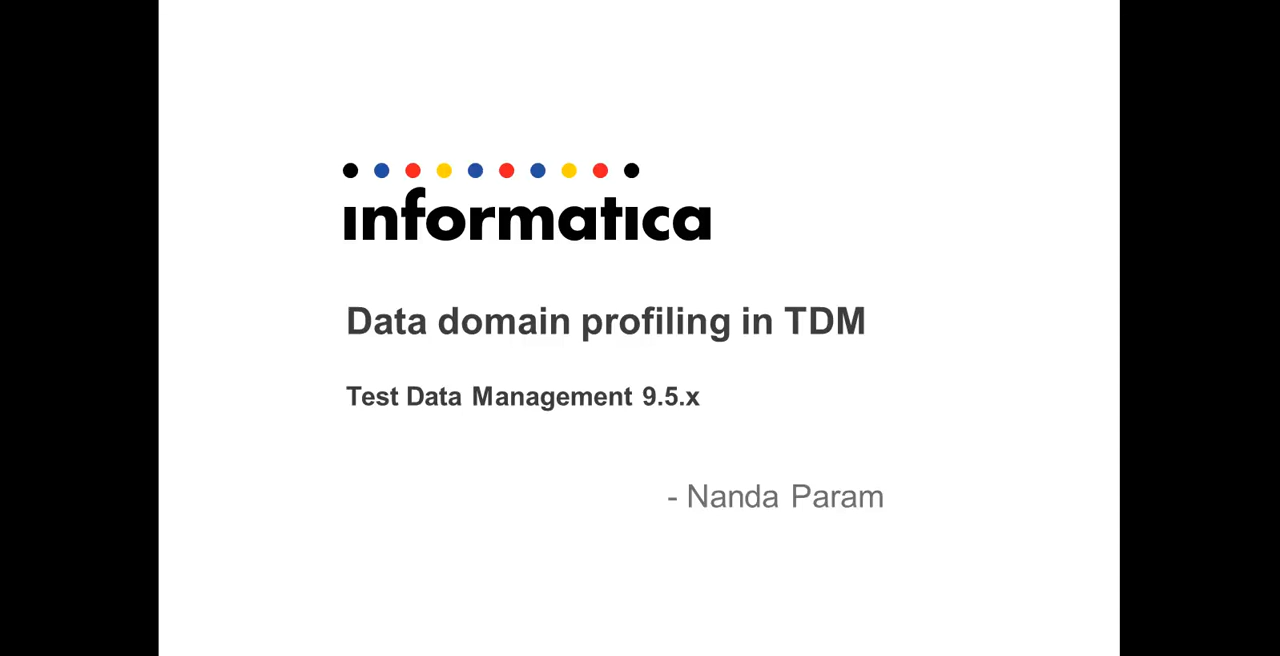 informatica
Data domain profiling in TDM
Test Data Management 9.5.x
- Nanda Param